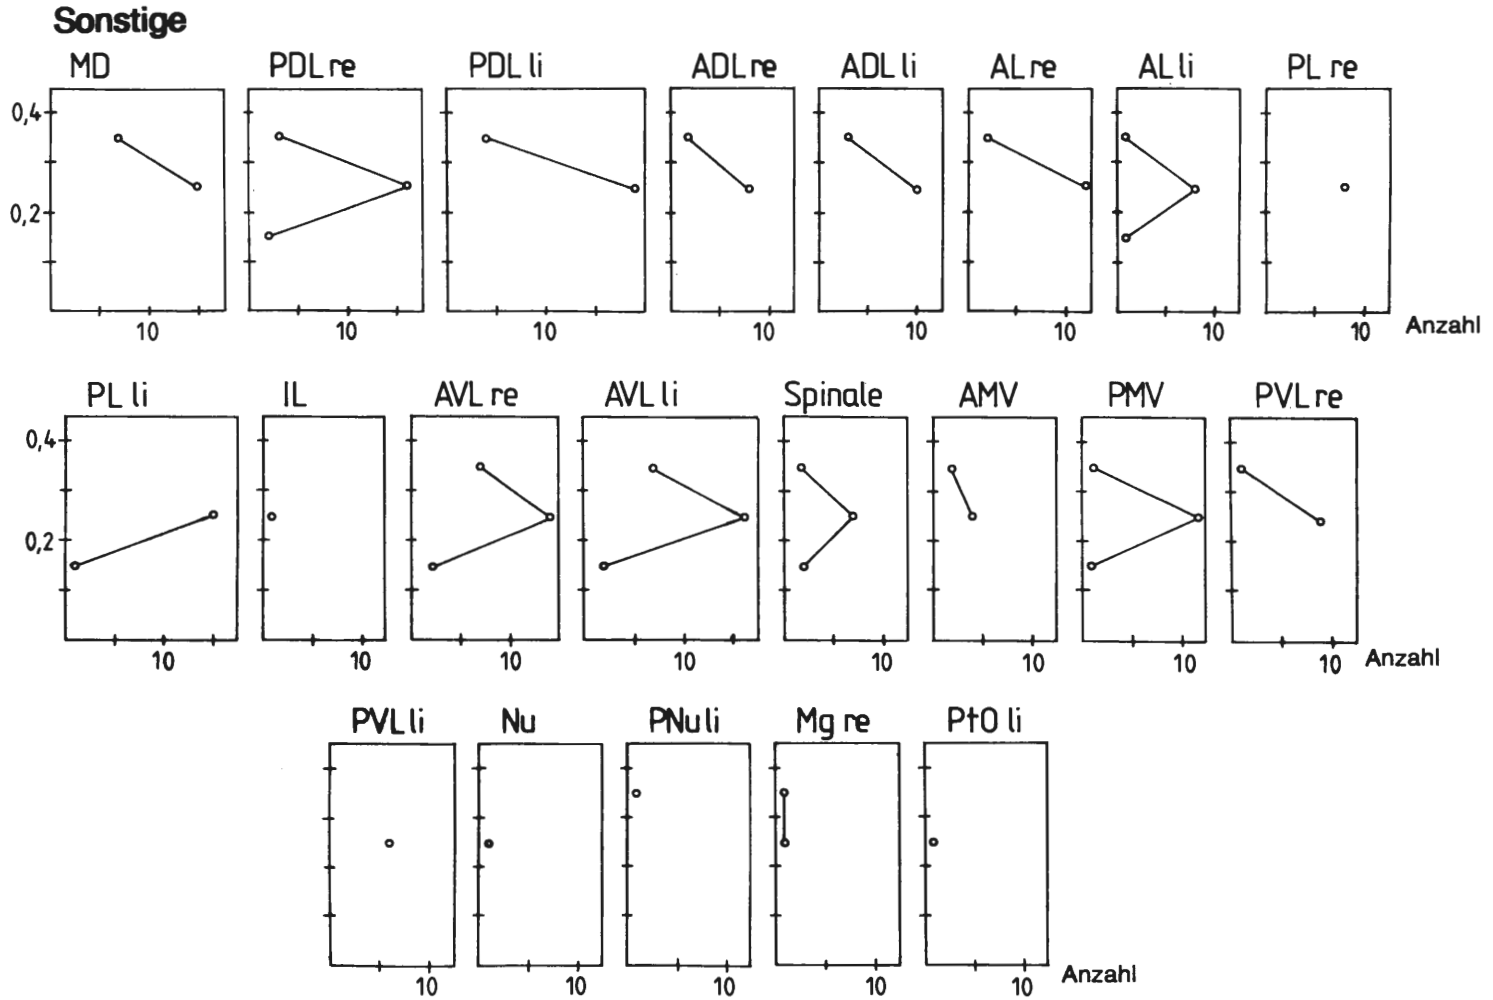 Sonstige
MD PDL re PDL li ADL re ADL li AL re AL li PL re
0,4
0,2
10 10 10 10 10 10 10 10 Anzahl
PL li IL AVL re AVL li Spinale AMV PMV PVL re
0,4
0,2
10 10 10 10 10 10 10 10 Anzahl
PVL li Nu PNu li Mg re PtO li
10 10 10 10 10 Anzahl